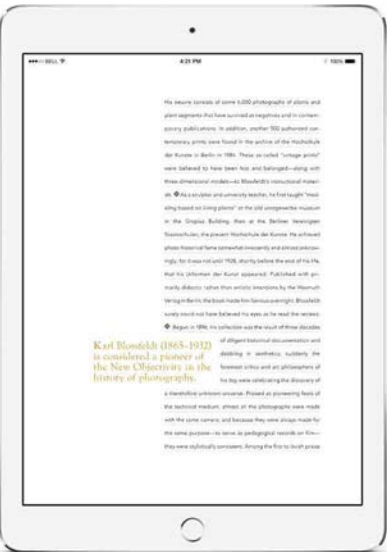 BELL
4:21 PM
100%
His oeuvre consists of some 6,000 photographs of plants and
plant segments that have survived as negatives and in contem-
porary publications. In addition, another 500 authorized con-
temporary prints were found in the archive of the Hochschule
der Kunste in Berlin in 1984. These so called "vintage prints"
were believed to have been lost and belonged—along with
three-dimensional models—to Blossfeldt's instructional materi-
als. As a sculptor and university teacher, he first taught "mod-
eling based on living plants" at the old unregewerbe museum
in the Gropius Building, then at the Berliner Vereinigten
Staatsschulen, the present Hochschule der Kunste. He achieved
photo-historical fame somewhat innocently and almost unknow-
ingly, for it was not until 1928, shortly before the end of his life,
that his Urformen der Kunst appeared. Published with pri-
marily didactic rather than artistic intentions by the Wasmuth
Verlag in Berlin, the book made him famous overnight. Blossfeldt
surely could not have believed his eyes as he read the reviews.
Begun in 1896, his collection was the result of three decades
of diligent botanical documentation and
dabbling in aesthetics, suddenly the
foremost critics and art philosophers of
his day were celebrating the discovery of
Karl Blossfeldt (1865-1932)
is considered a pioneer of
the New Objectivity in the
history of photography.
a theretofore unknown universe. Praised as pioneering feats of
the technical medium, almost all the photographs were made
with the same camera, and because they were always made for
the same purpose—to serve as pedagogical records on film—
they were stylistically consistent. Among the first to lavish praise